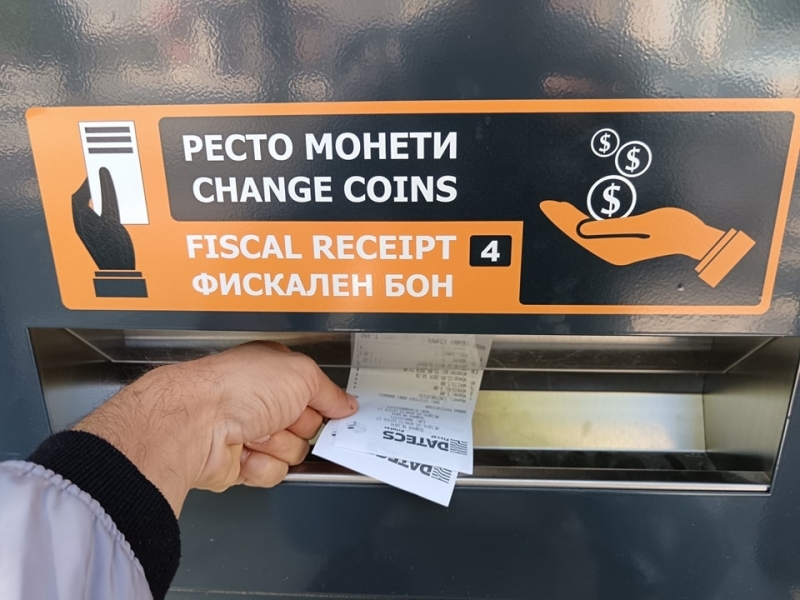 РЕСТО МОНЕТИ
CHANGE COINS
FISCAL RECEIPT 4
ФИСКАЛЕН БОН
$
$
$
DATECS
DATECS